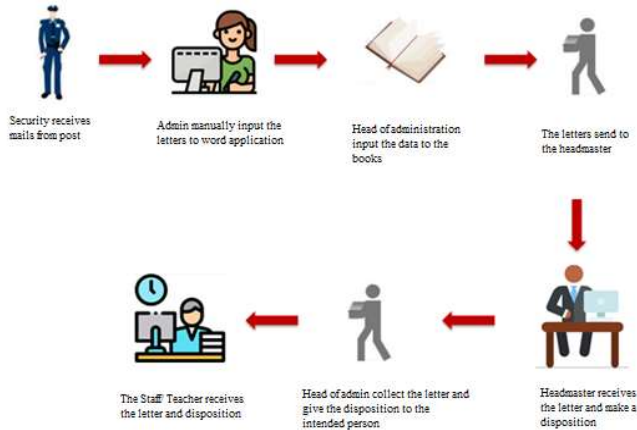 Security receives
mails from post
Admin manually input the
letters to word application
Head of administration
input the data to the
books
The letters send to
the headmaster
The Staff/ Teacher receives
the letter and disposition
Head of admin collect the letter and
give the disposition to the
intended person
Headmaster receives
the letter and make a
disposition